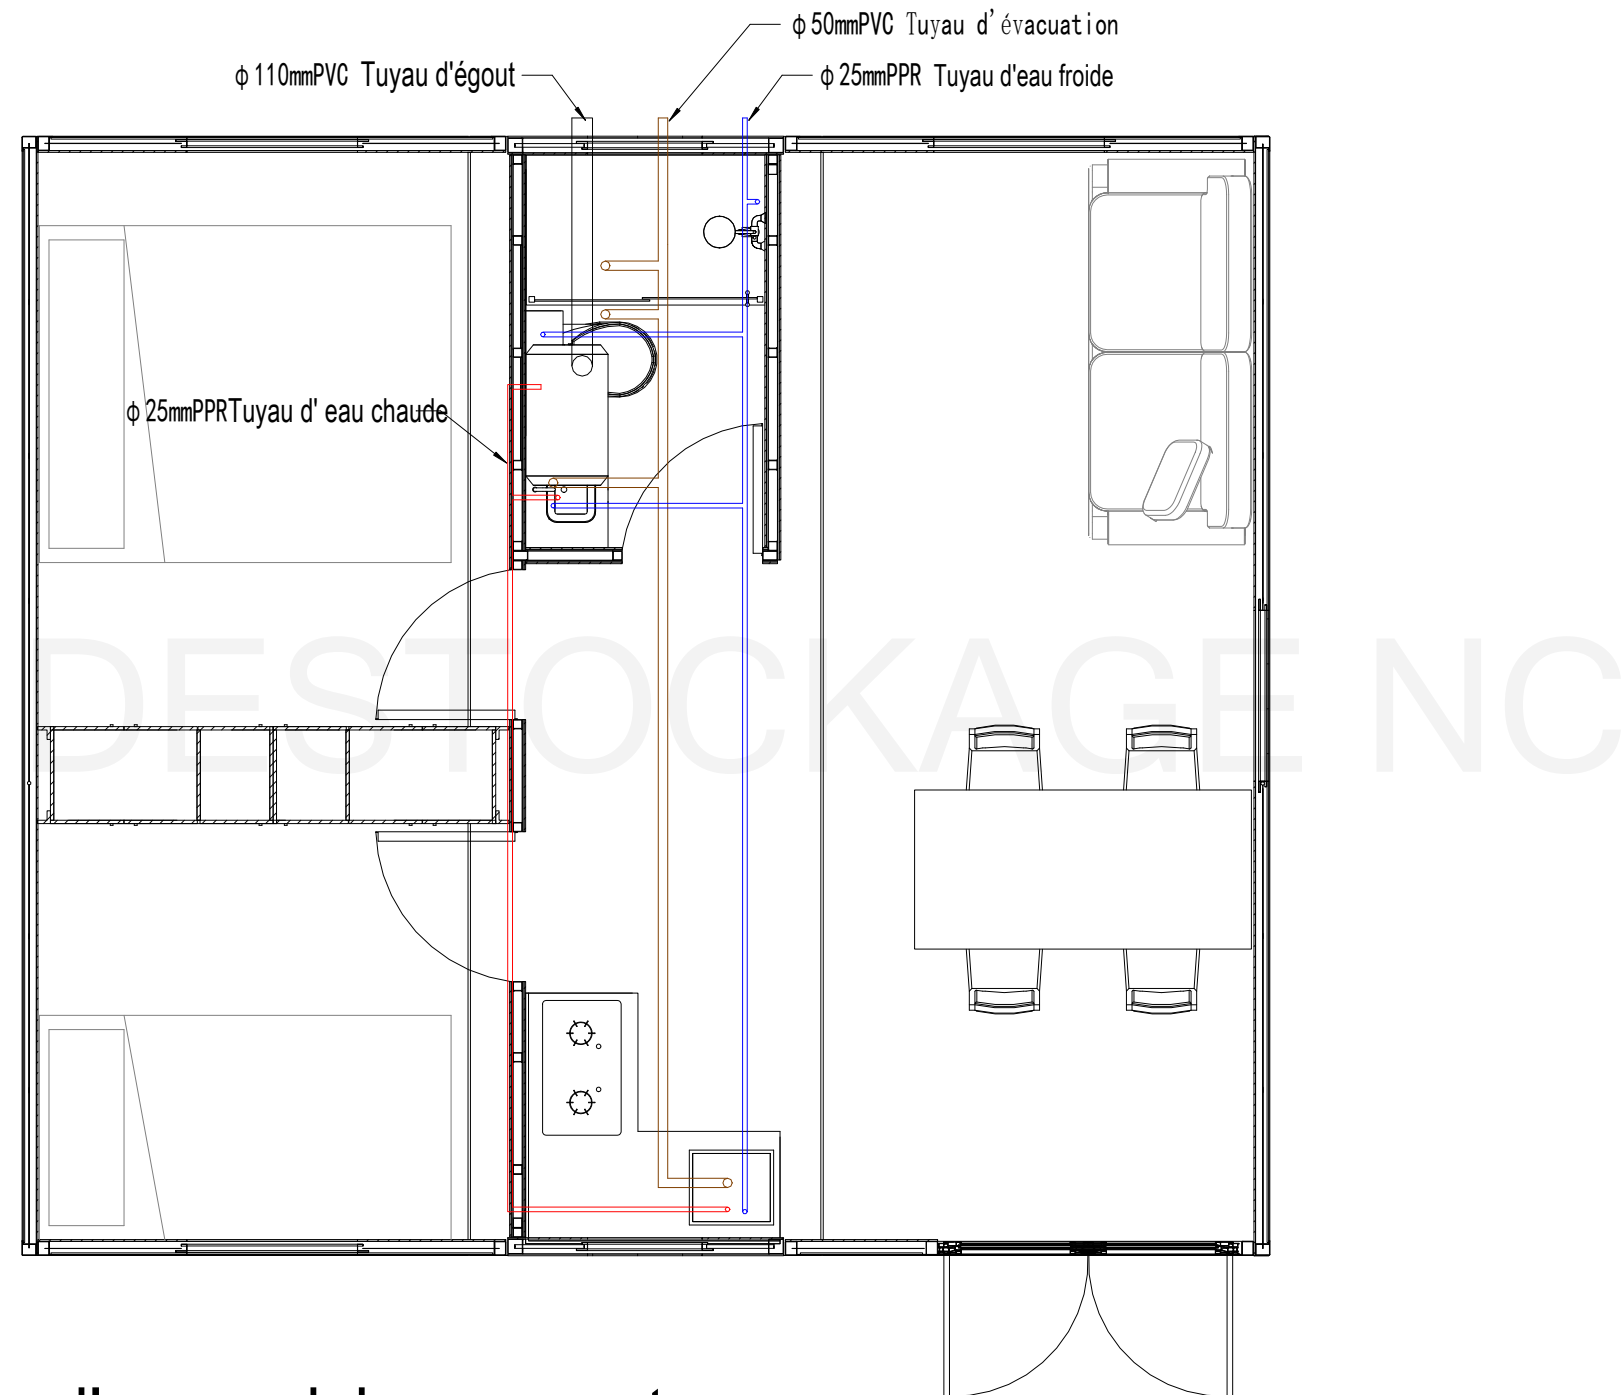 φ50mmPVC Tuyau d'évacuation
φ110mmPVC Tuyau d'égout
φ25mmPPR Tuyau d'eau froide
φ25mmPPRTuyau d' eau chaude
DESTOCKAGE NC